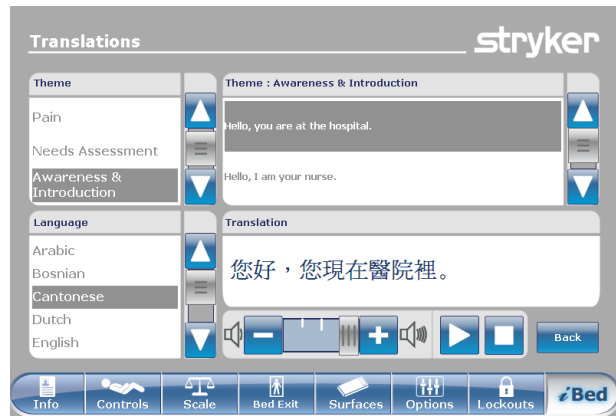 Translations
stryker
Theme
Pain
Needs Assessment
Awareness &
Introduction
Theme : Awareness & Introduction
Hello, you are at the hospital.
Hello, I am your nurse.
Language
Arabic
Bosnian
Cantonese
Dutch
English
Translation
您好，您現在醫院裡。
Back
Info
Controls
Scale
Bed Exit
Surfaces
Options
Lockouts
iBed